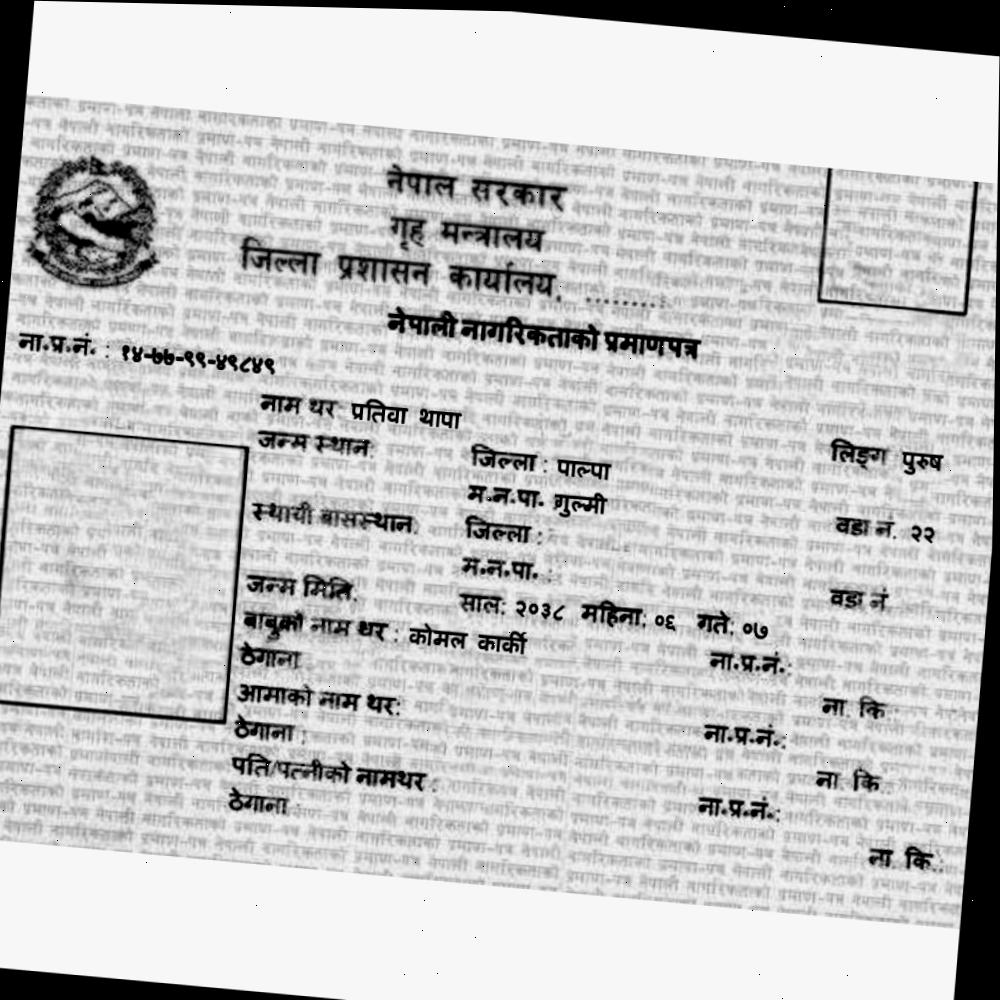 नेपाल सरकार
गृह मन्त्रालय
जिल्ला प्रशासन कार्यालय, .........
नेपाली नागरिकताको प्रमाणपत्र
ना.प्र.नं. : १४-७७-९९-४९८४९
नाम थर प्रतिवा थापा
लिङ्ग पुरुष
जन्म स्थान: जिल्ला : पाल्पा
म.न.पा. गुल्मी वडा नं. २२
स्थायी बासस्थान: जिल्ला :
म.न.पा. : वडा नं
जन्म मिति: साल: २०३८ महिना: ०६ गते: ०७
बाबुको नाम थर : कोमल कार्की ना.प्र.नं.:
ठेगाना : ना. कि.:
आमाको नाम थर: ना.प्र.नं.:
ठेगाना : ना. कि.:
पति/पत्नीको नामथर : ना.प्र.नं.:
ठेगाना : ना. कि.: